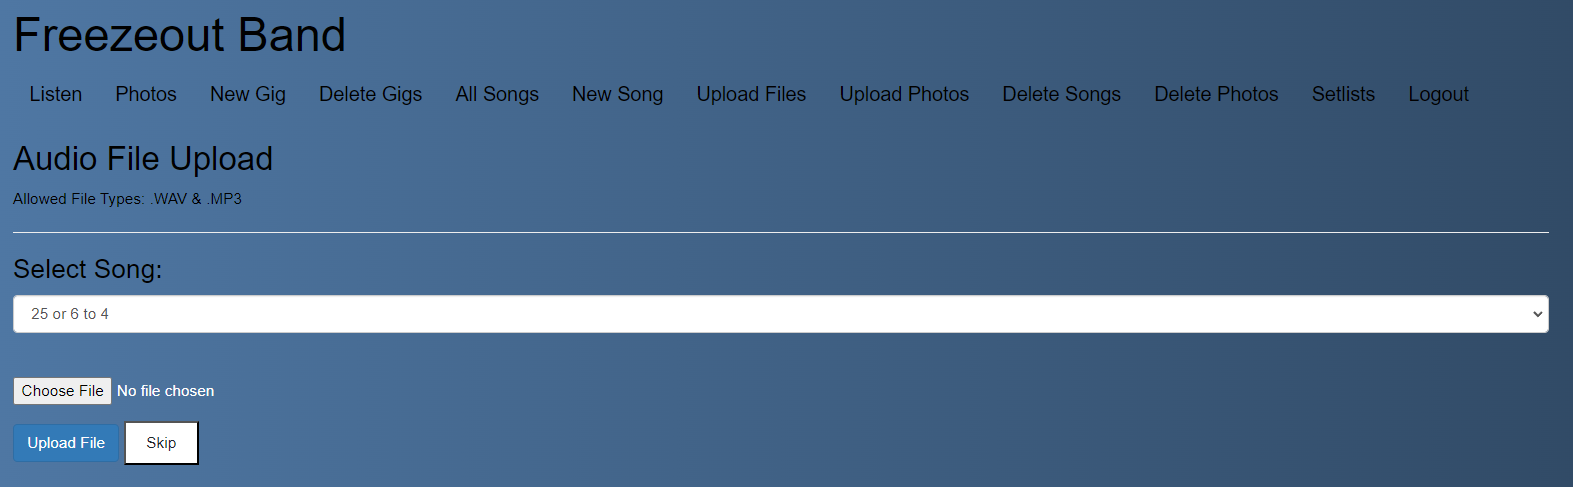 Freezeout Band
Listen Photos New Gig Delete Gigs All Songs New Song Upload Files Upload Photos Delete Songs Delete Photos Setlists Logout
Audio File Upload
Allowed File Types: .WAV & .MP3
Select Song:
25 or 6 to 4
Choose File No file chosen
Upload File Skip